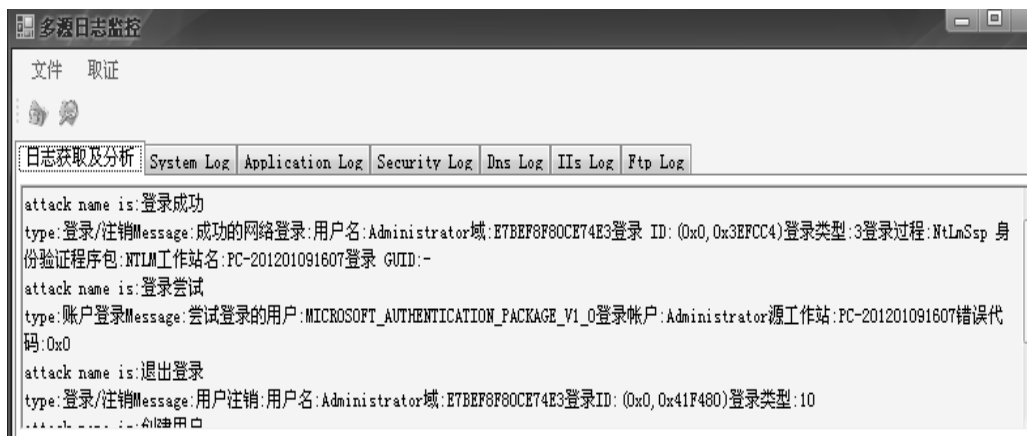 多源日志监控
文件 取证
日志获取及分析 System Log Application Log Security Log Dns Log IIs Log Ftp Log
attack name is:登录成功
type:登录/注销Message:成功的网络登录:用户名:Administrator域:E7BEF8F80CE74E3登录 ID: (0x0,0x3EFCC4)登录类型:3登录过程:NtLmSsp 身
份验证程序包:NTLM工作站名:PC-201201091607登录 GUID:-
attack name is:登录尝试
type:账户登录Message:尝试登录的用户:MICROSOFT_AUTHENTICATION_PACKAGE_V1_0登录帐户:Administrator源工作站:PC-201201091607错误代
码:0x0
attack name is:退出登录
type:登录/注销Message:用户注销:用户名:Administrator域:E7BEF8F80CE74E3登录ID: (0x0,0x41F480)登录类型:10
attack name is:创建用户